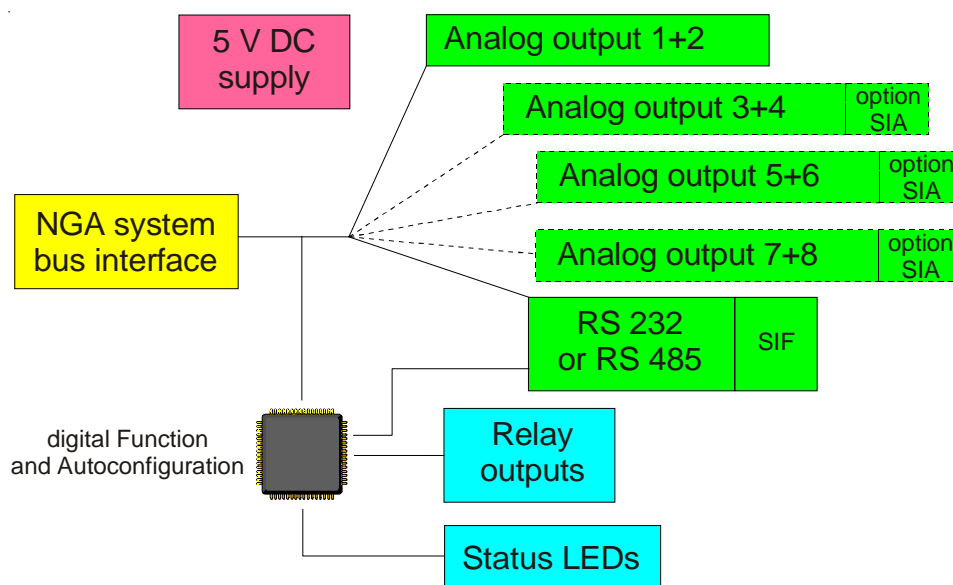 5 V DC
supply
Analog output 1+2
Analog output 3+4
option
SIA
Analog output 5+6
option
SIA
NGA system
bus interface
Analog output 7+8
option
SIA
RS 232
or RS 485
SIF
digital Function
and Autoconfiguration
Relay
outputs
Status LEDs